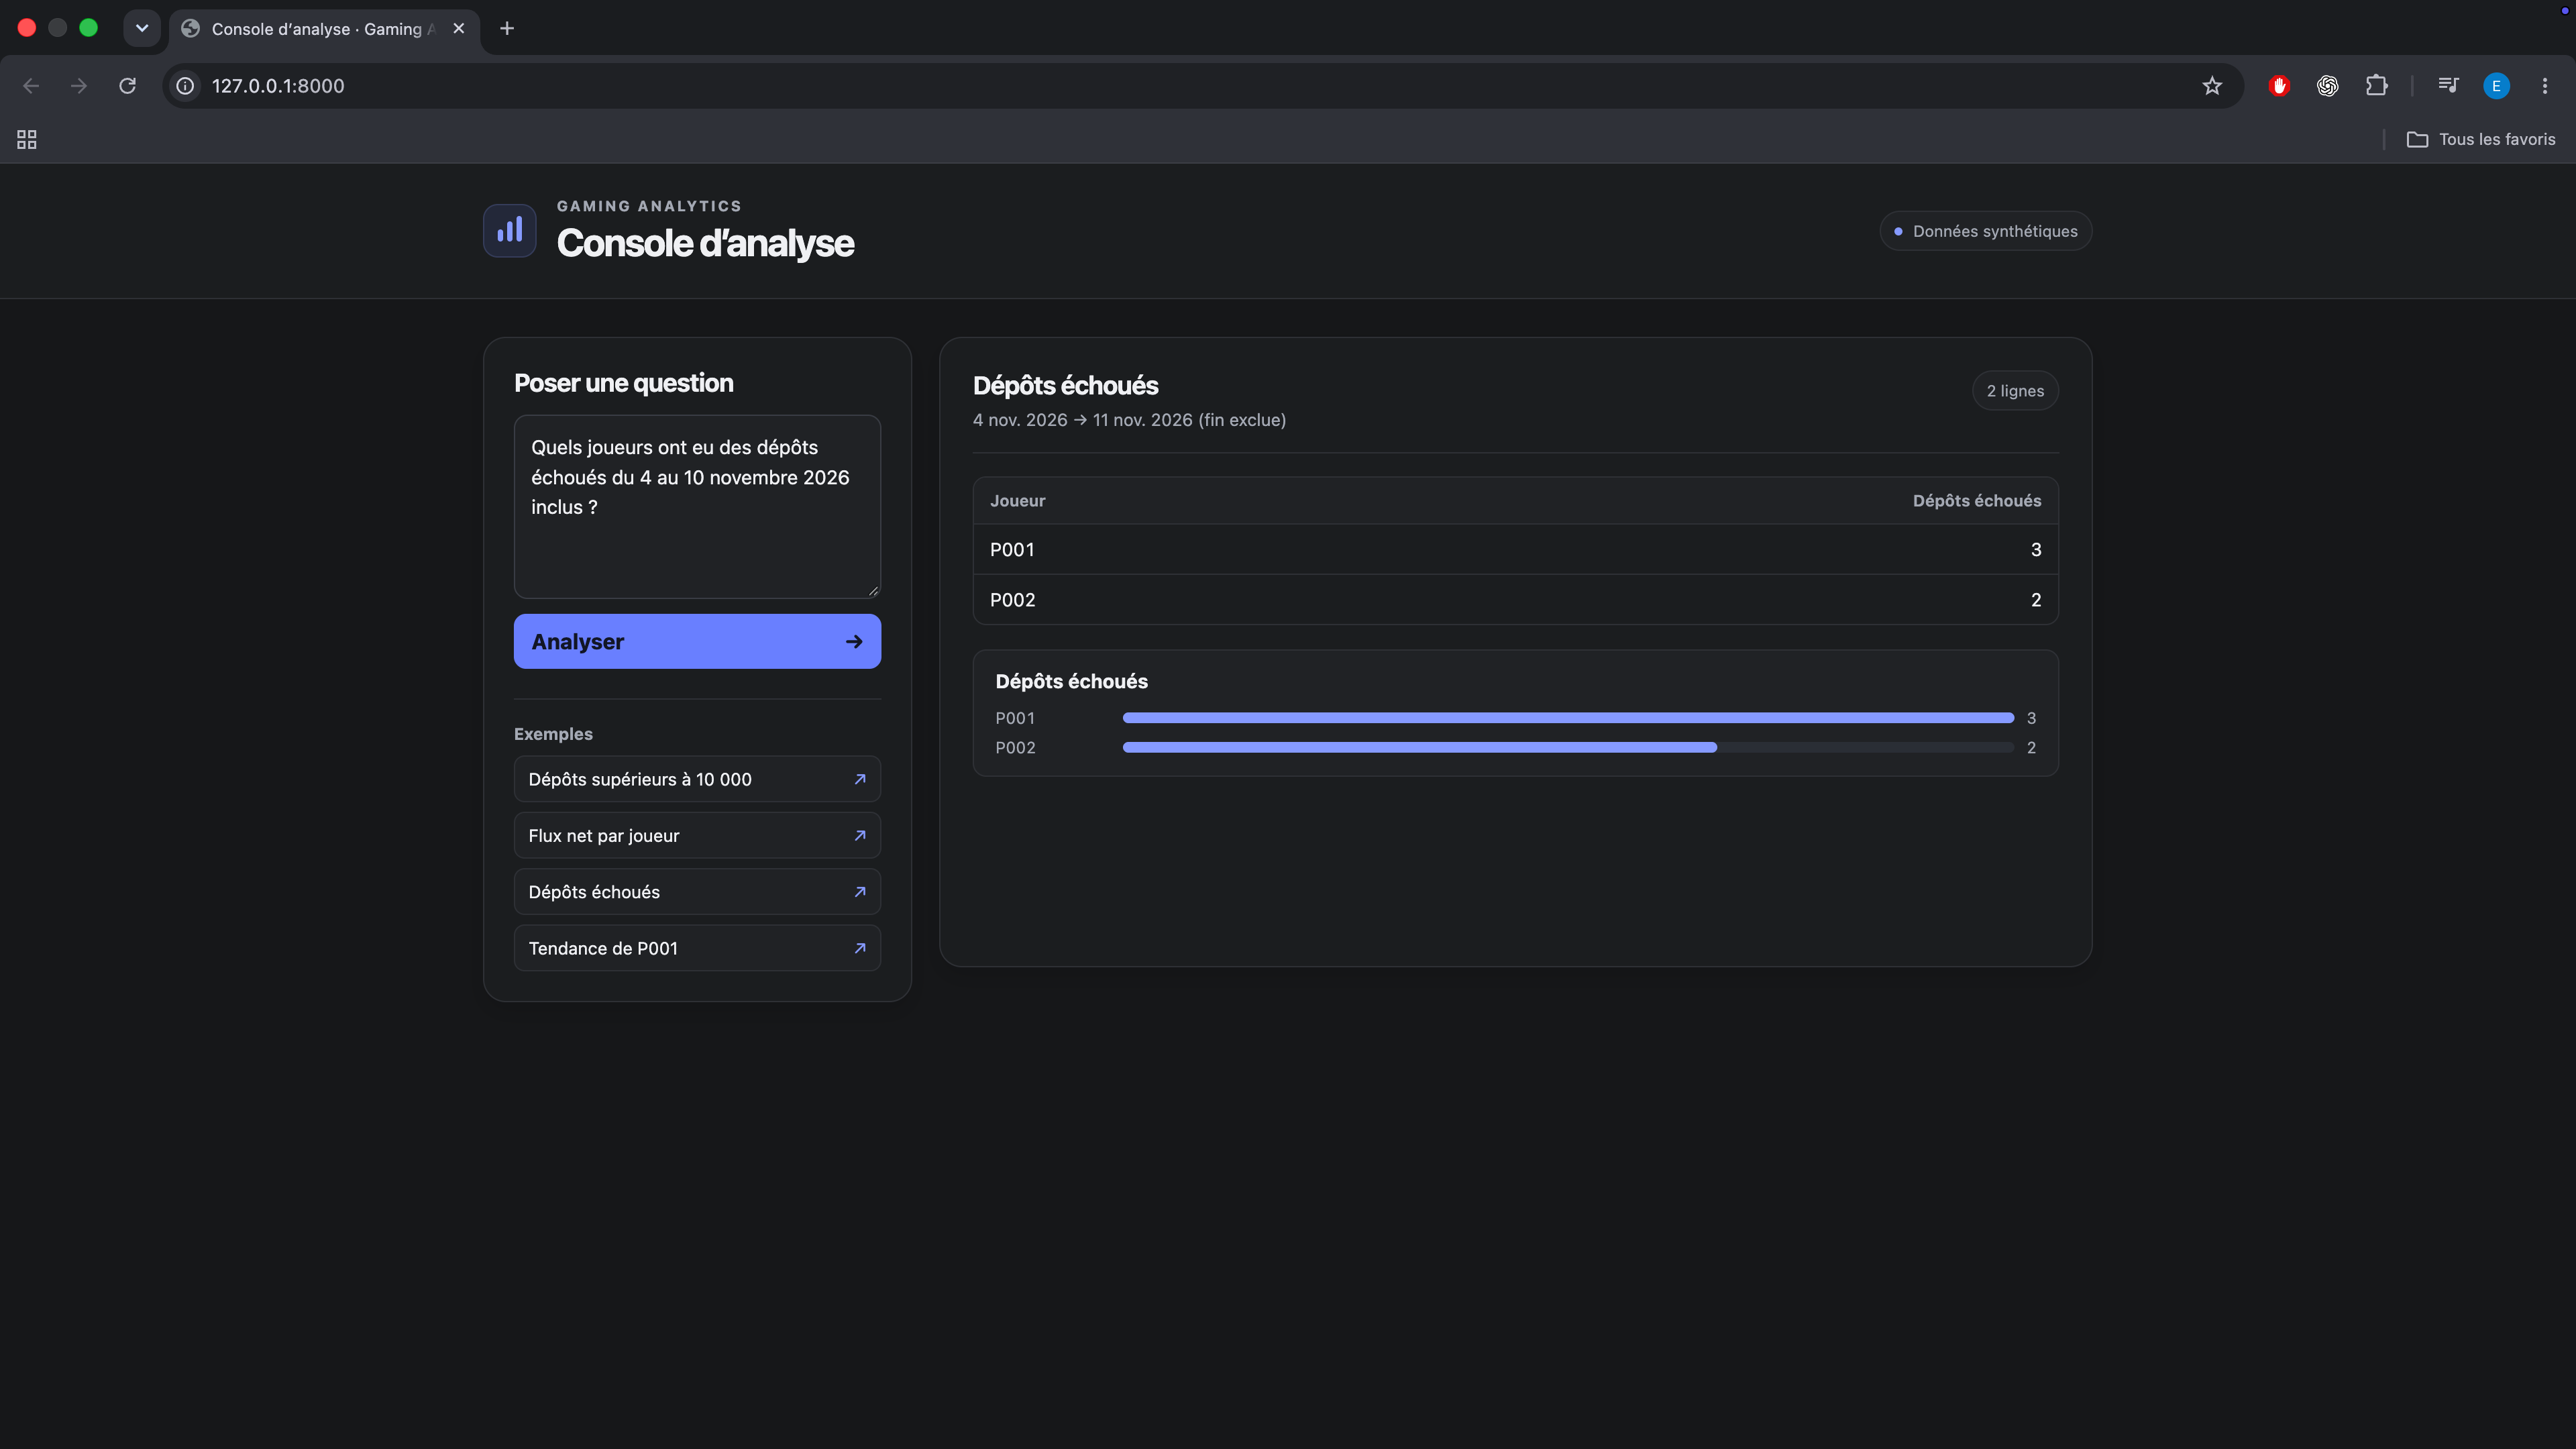 Console d’analyse · Gaming A
127.0.0.1:8000
E
Tous les favoris
GAMING ANALYTICS
Console d’analyse
Données synthétiques
Poser une question
Quels joueurs ont eu des dépôts
échoués du 4 au 10 novembre 2026
inclus ?
Analyser →
Exemples
Dépôts supérieurs à 10 000 ↗
Flux net par joueur ↗
Dépôts échoués ↗
Tendance de P001 ↗
Dépôts échoués
2 lignes
4 nov. 2026 → 11 nov. 2026 (fin exclue)
Joueur Dépôts échoués
P001 3
P002 2
Dépôts échoués
P001 3
P002 2